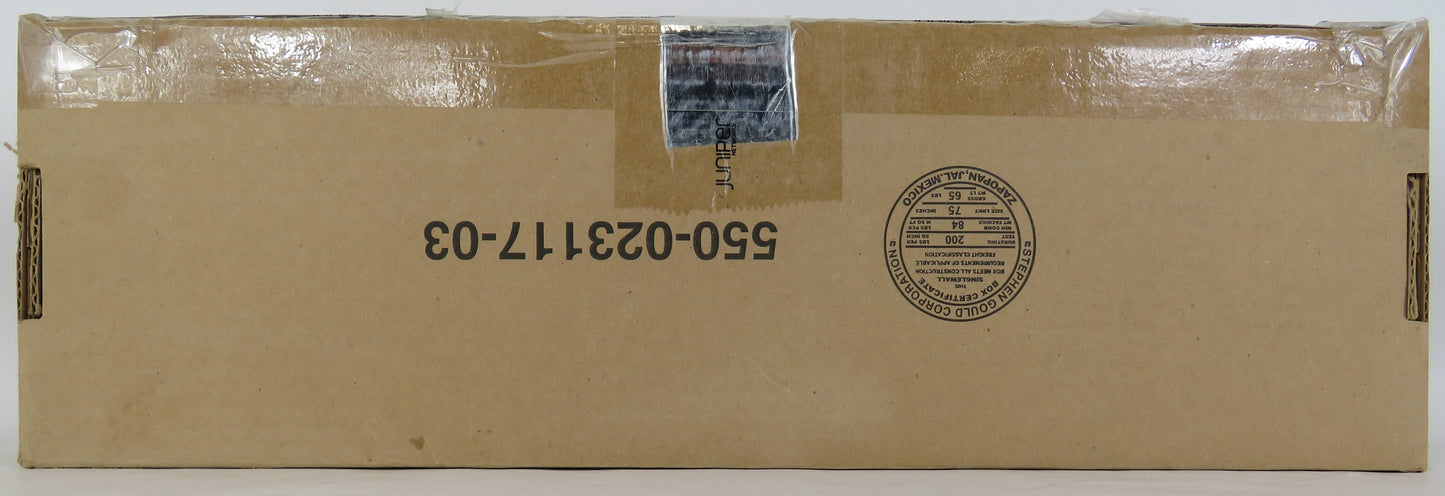 JUNIPER
NETWORKS
550-023117-03
STEPHEN GOULD CORPORATION
BOX CERTIFICATE
THIS
SINGLEWALL
BOX MEETS ALL CONSTRUCTION
REQUIREMENTS OF APPLICABLE
FREIGHT CLASSIFICATION
BURSTING TEST 200 LBS PER SQ INCH
MIN COMB WT FACINGS 84 LBS PER M SQ FT
SIZE LIMIT 75 INCHES
GROSS WT LT 65 LBS
ZAPOPAN, JAL.MEXICO